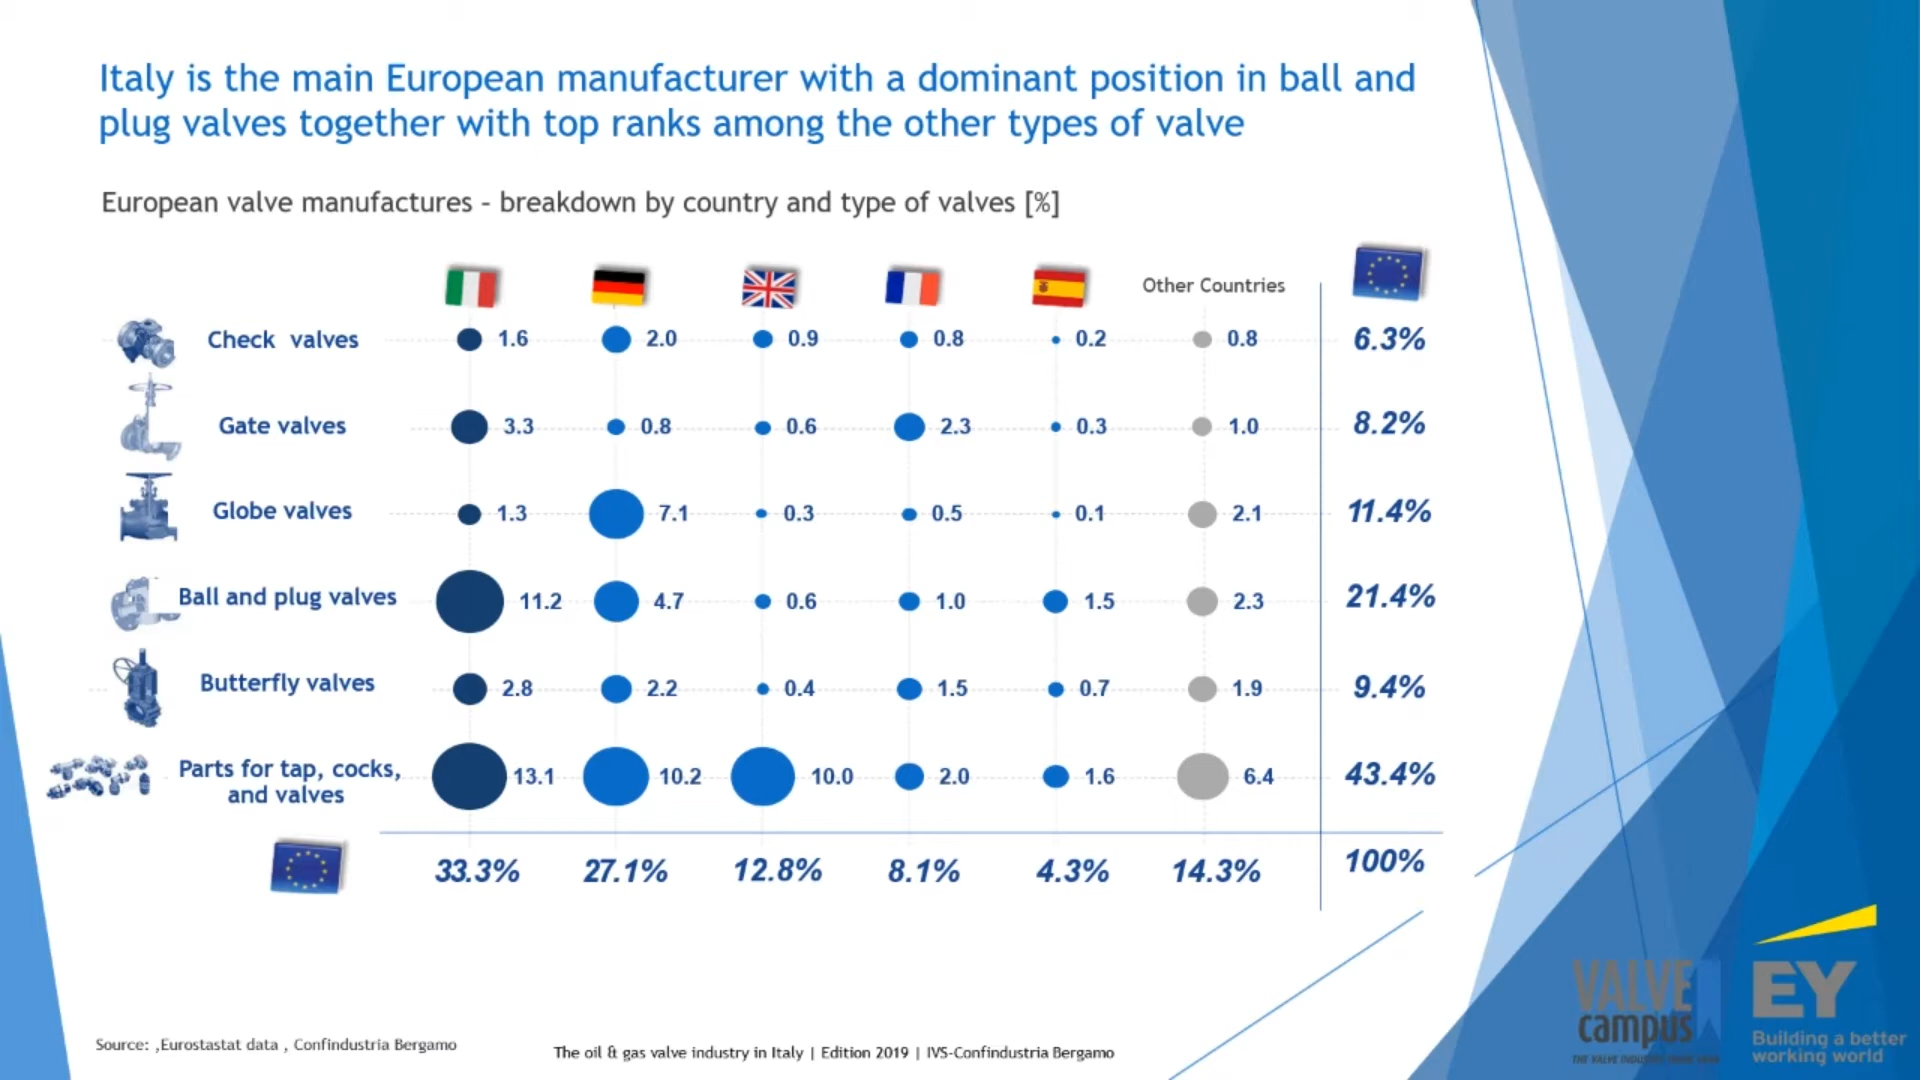 Italy is the main European manufacturer with a dominant position in ball and
plug valves together with top ranks among the other types of valve
European valve manufactures - breakdown by country and type of valves [%]
Other Countries
Check valves 1.6 2.0 0.9 0.8 0.2 0.8 6.3%
Gate valves 3.3 0.8 0.6 2.3 0.3 1.0 8.2%
Globe valves 1.3 7.1 0.3 0.5 0.1 2.1 11.4%
Ball and plug valves 11.2 4.7 0.6 1.0 1.5 2.3 21.4%
Butterfly valves 2.8 2.2 0.4 1.5 0.7 1.9 9.4%
Parts for tap, cocks,
and valves 13.1 10.2 10.0 2.0 1.6 6.4 43.4%
33.3% 27.1% 12.8% 8.1% 4.3% 14.3% 100%
Source: ,Eurostastat data , Confindustria Bergamo
The oil & gas valve industry in Italy | Edition 2019 | IVS-Confindustria Bergamo
VALVE
campus
EY
Building a better
working world